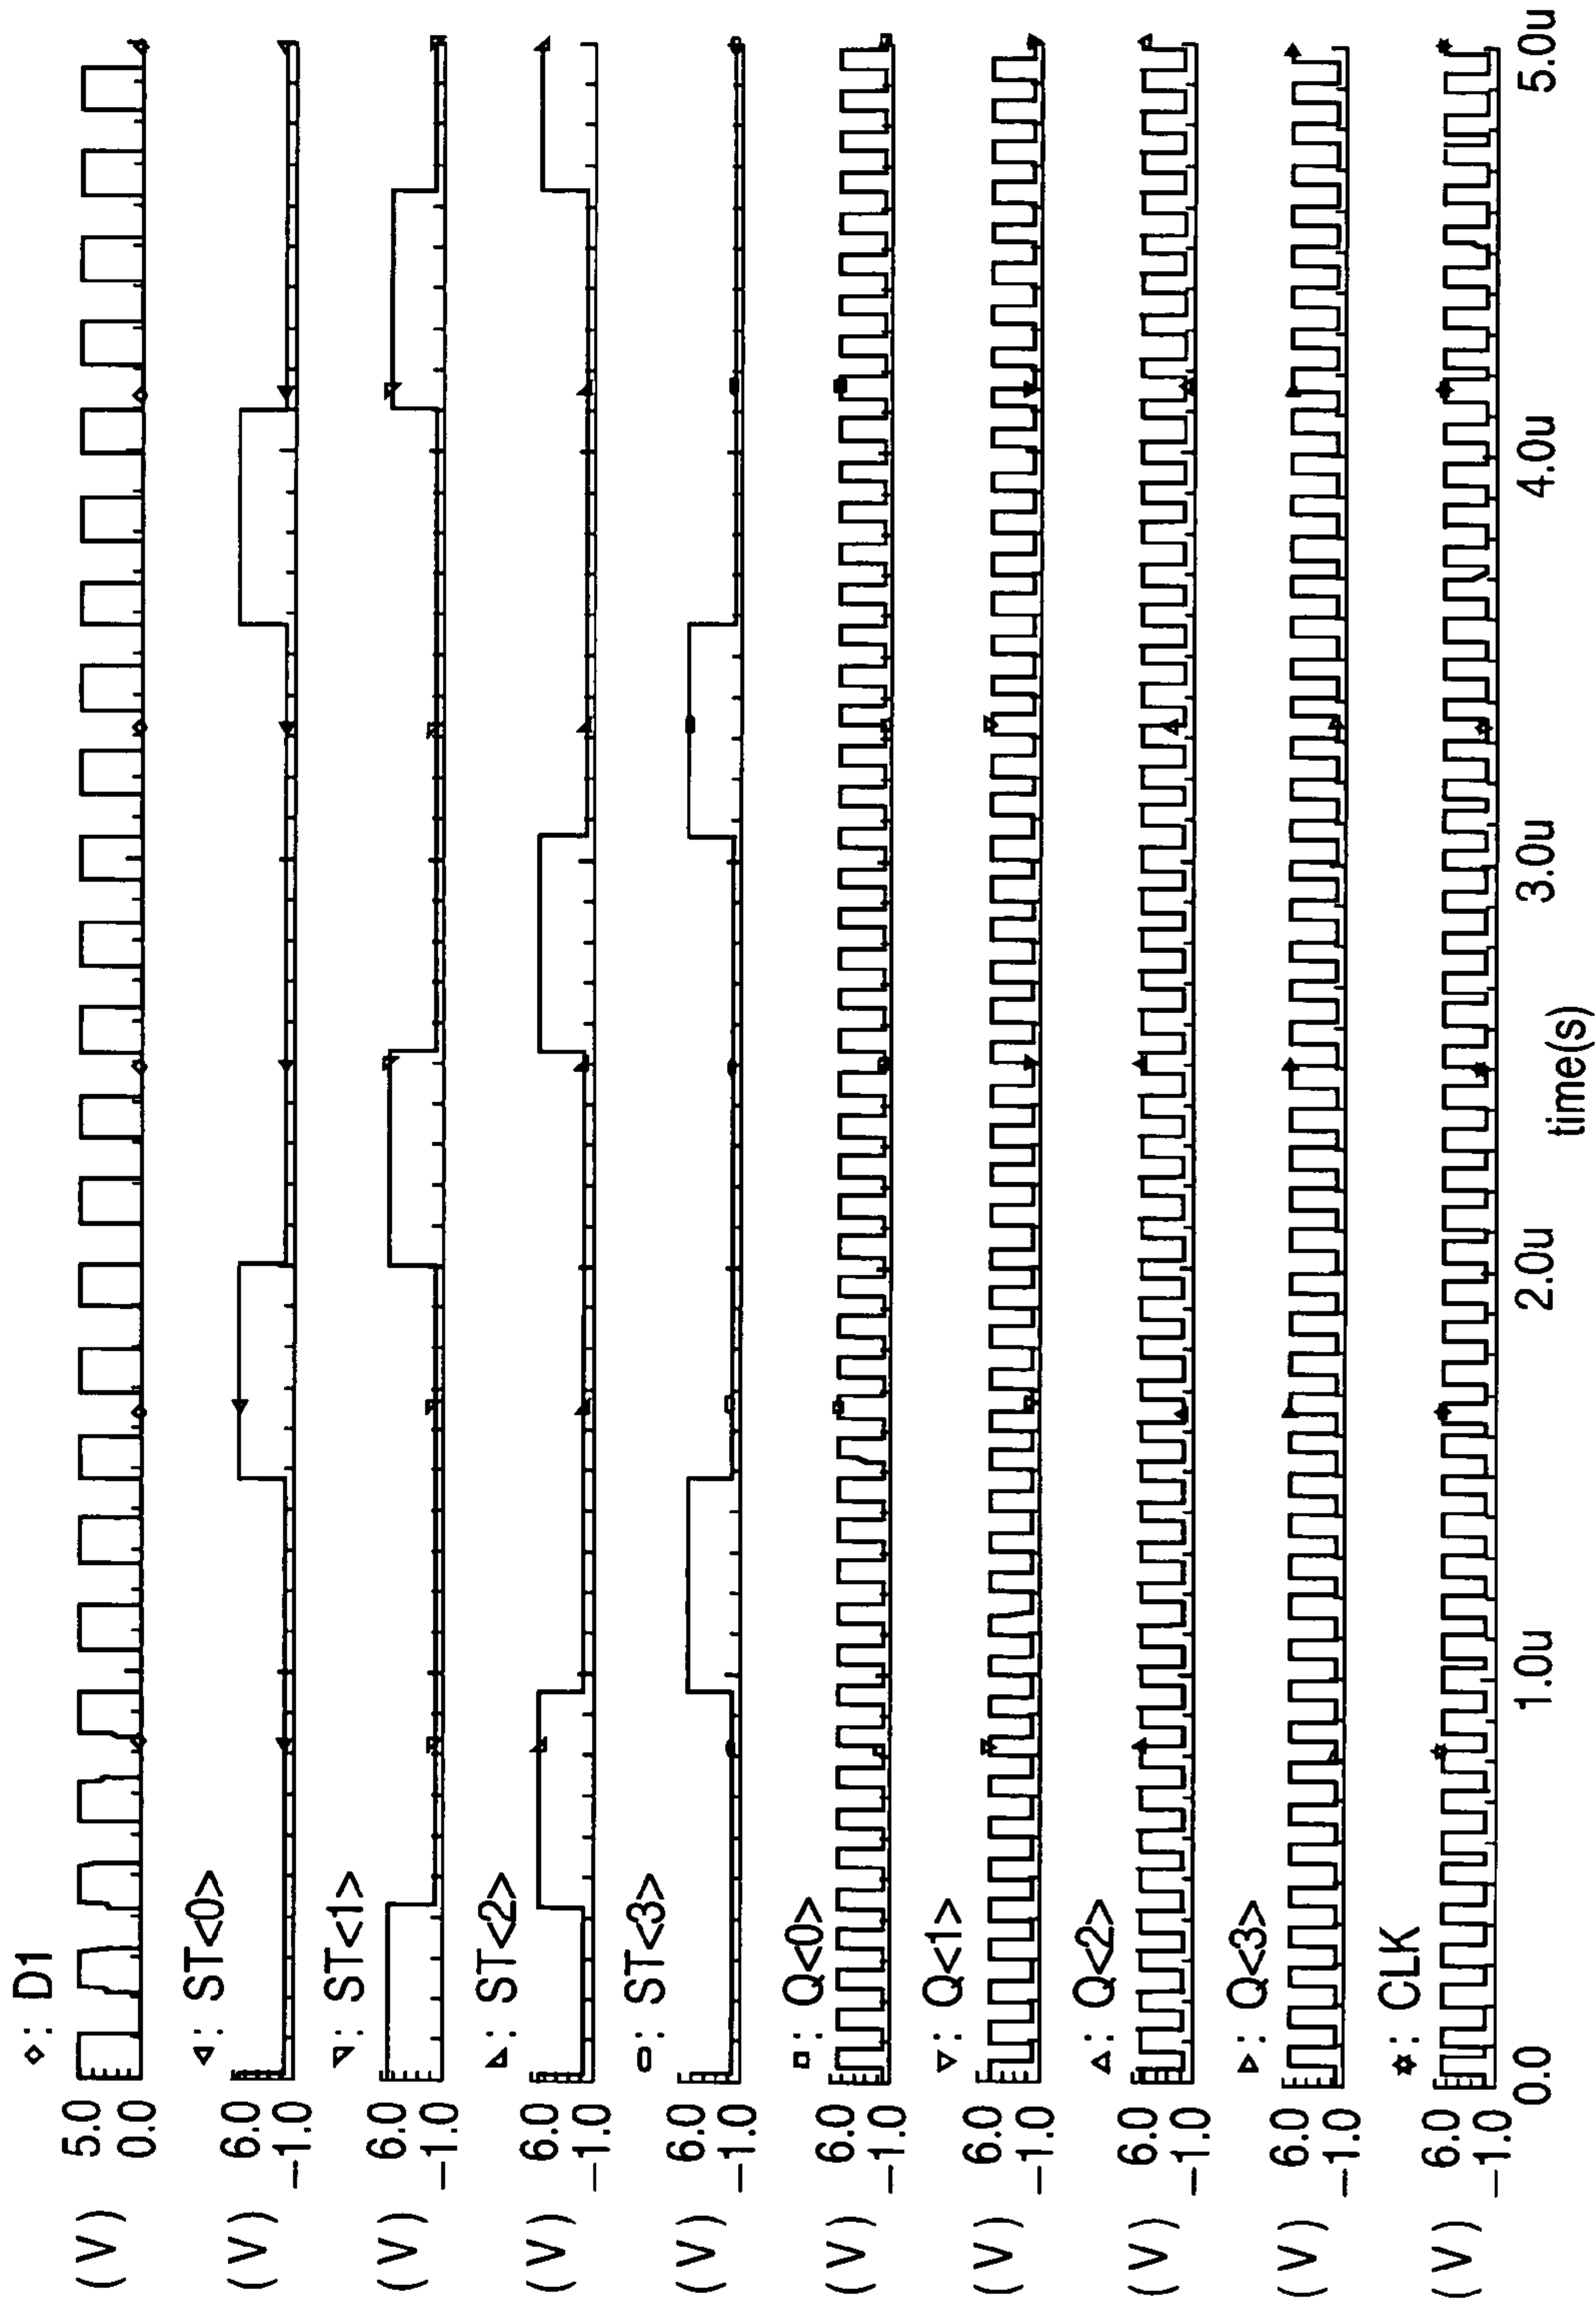 ◇: D1
(V) 5.0
0.0
ST<0>
(V) 6.0
-1.0
ST<1>
(V) 6.0
-1.0
ST<2>
(V) 6.0
-1.0
ST<3>
(V) 6.0
-1.0
Q<0>
(V) 6.0
-1.0
Q<1>
(V) 6.0
-1.0
Q<2>
(V) 6.0
-1.0
Q<3>
(V) 6.0
-1.0
CLK
(V) 6.0
-1.0
0.0 1.0u 2.0u 3.0u 4.0u 5.0u
time(s)